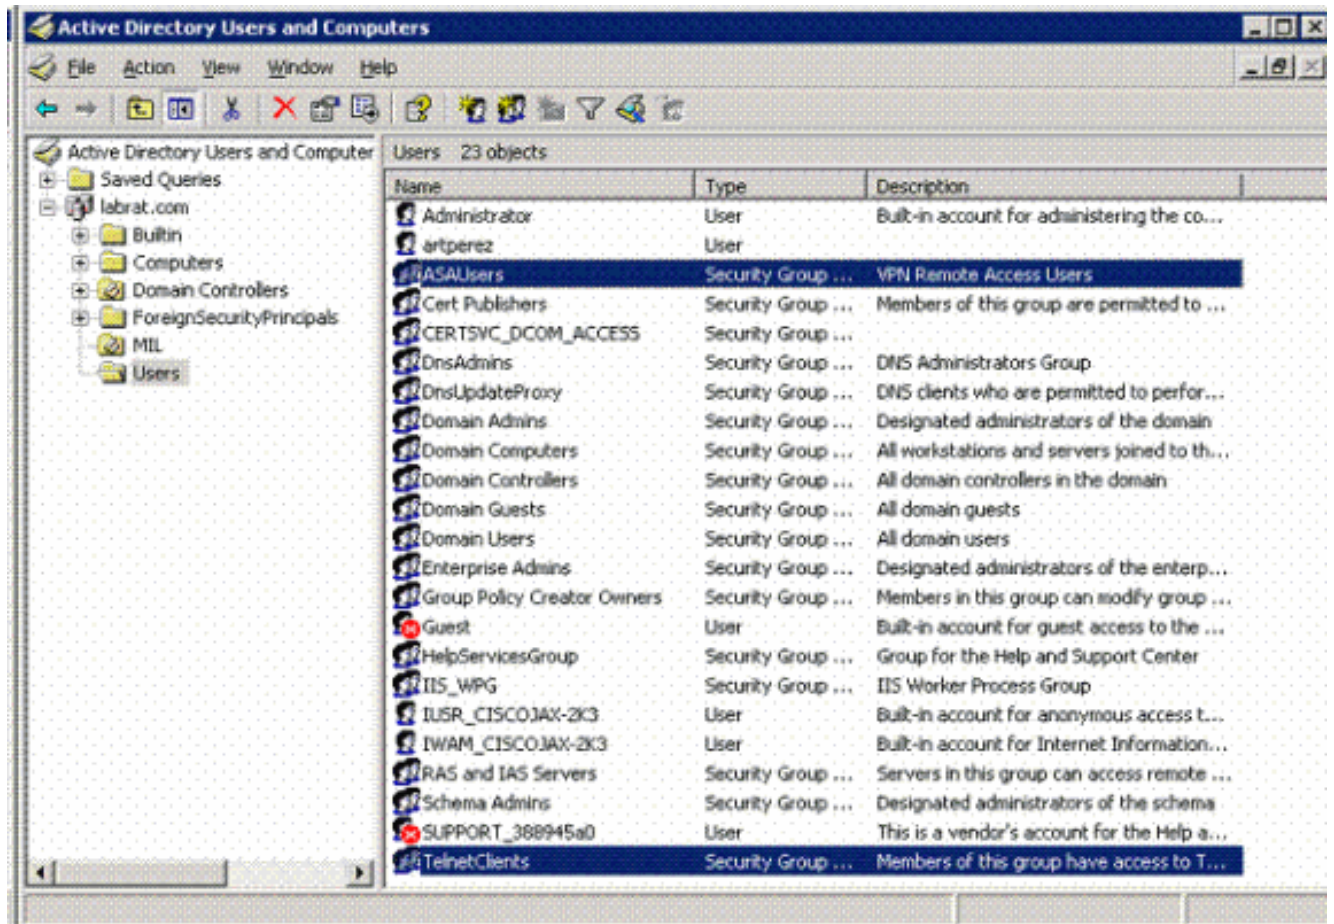 Active Directory Users and Computers
File Action View Window Help
Active Directory Users and Computer
Saved Queries
labrat.com
Builtin
Computers
Domain Controllers
ForeignSecurityPrincipals
MIL
Users
Users 23 objects
Name Type Description
Administrator User Built-in account for administering the co...
artperez User
ASAUsers Security Group ... VPN Remote Access Users
Cert Publishers Security Group ... Members of this group are permitted to ...
CERTSVC_DCOM_ACCESS Security Group ...
DnsAdmins Security Group ... DNS Administrators Group
DnsUpdateProxy Security Group ... DNS clients who are permitted to perfor...
Domain Admins Security Group ... Designated administrators of the domain
Domain Computers Security Group ... All workstations and servers joined to th...
Domain Controllers Security Group ... All domain controllers in the domain
Domain Guests Security Group ... All domain guests
Domain Users Security Group ... All domain users
Enterprise Admins Security Group ... Designated administrators of the enterp...
Group Policy Creator Owners Security Group ... Members in this group can modify group ...
Guest User Built-in account for guest access to the ...
HelpServicesGroup Security Group ... Group for the Help and Support Center
IIS_WPG Security Group ... IIS Worker Process Group
IUSR_CISCOJAX-2K3 User Built-in account for anonymous access t...
IWAM_CISCOJAX-2K3 User Built-in account for Internet Information...
RAS and IAS Servers Security Group ... Servers in this group can access remote ...
Schema Admins Security Group ... Designated administrators of the schema
SUPPORT_388945a0 User This is a vendor's account for the Help a...
TelnetClients Security Group ... Members of this group have access to T...